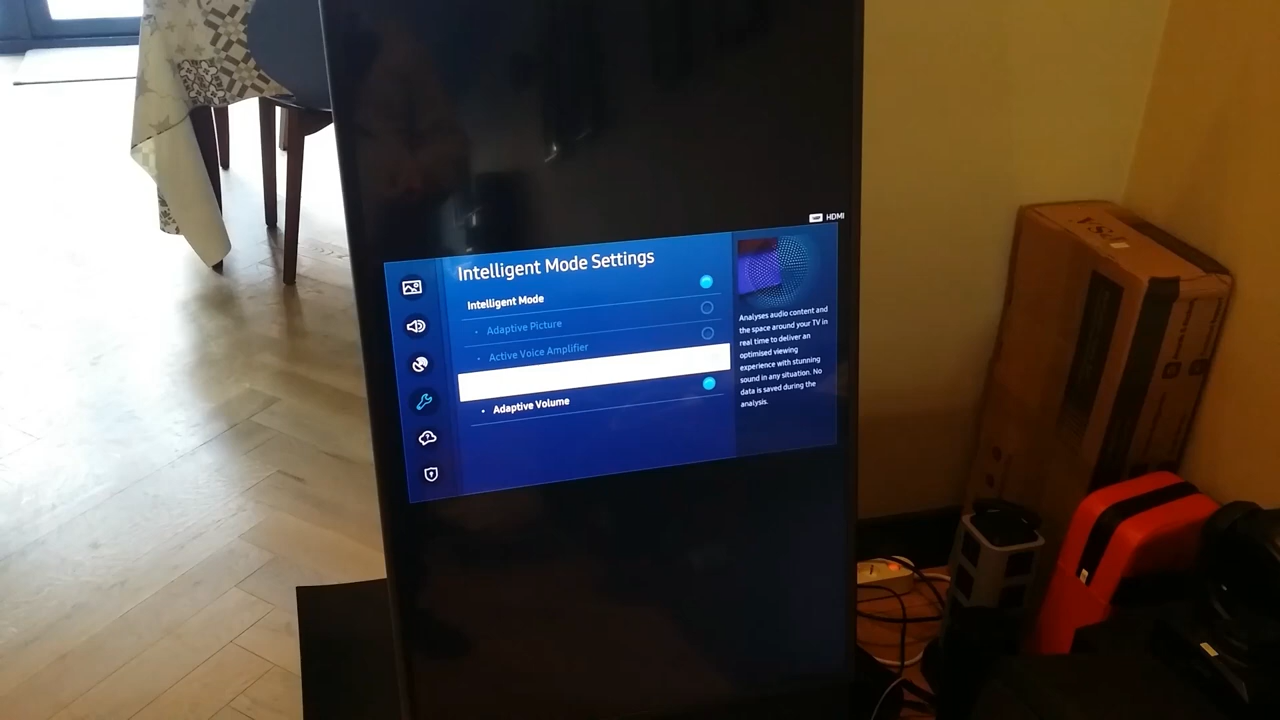 HDMI
Intelligent Mode Settings
Intelligent Mode
Adaptive Picture
Active Voice Amplifier
Adaptive Volume
Analyses audio content and
the space around your TV in
real time to deliver an
optimised viewing
experience with stunning
sound in any situation. No
data is saved during the
analysis.